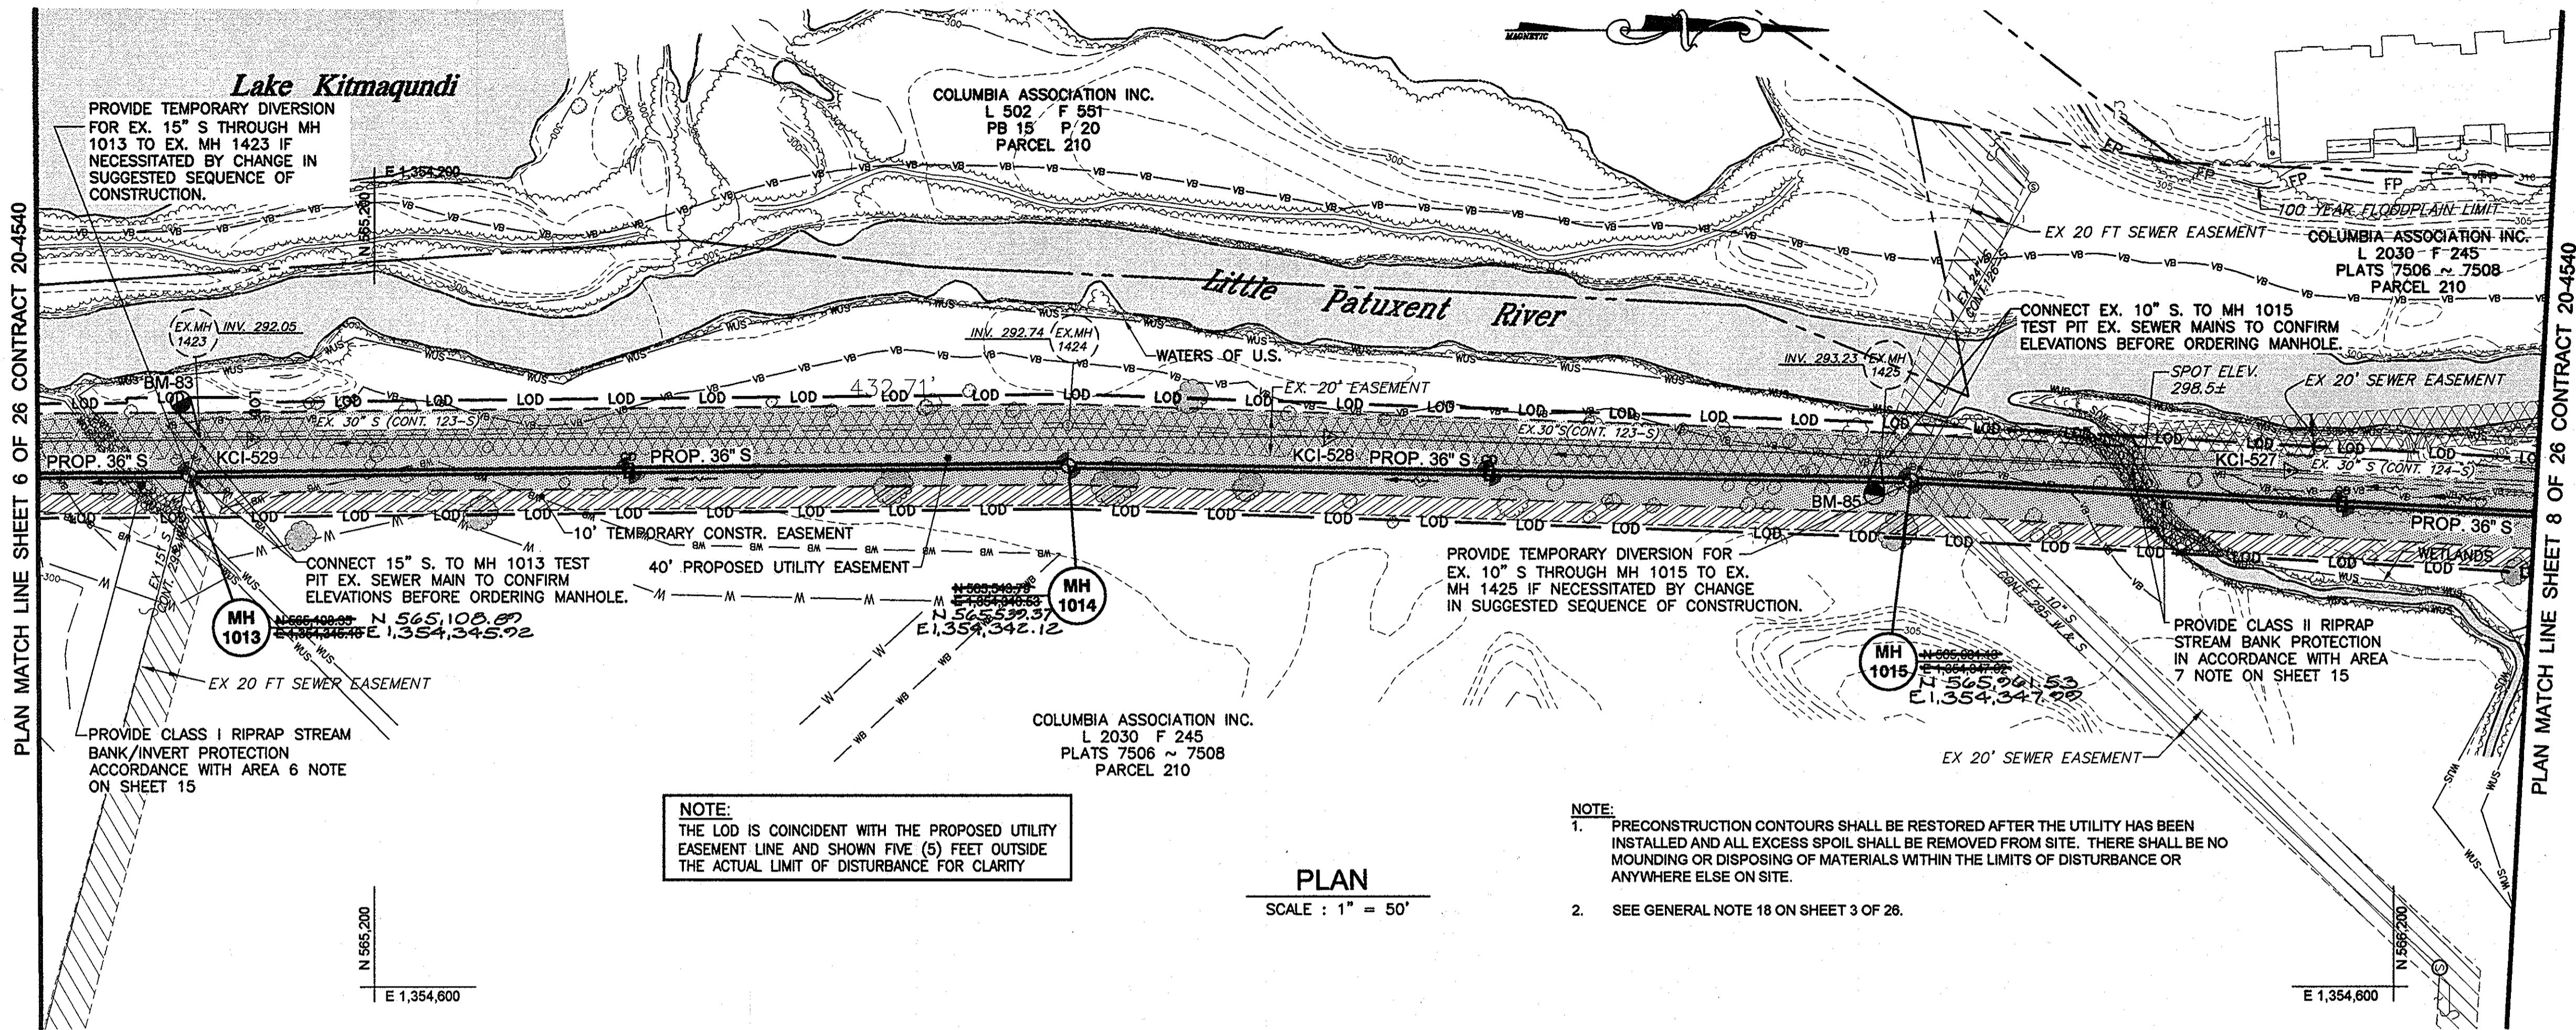 PLAN MATCH LINE SHEET 6 OF 26 CONTRACT 20-4540
Lake Kitmaqundi
PROVIDE TEMPORARY DIVERSION
FOR EX. 15" S THROUGH MH
1013 TO EX. MH 1423 IF
NECESSITATED BY CHANGE IN
SUGGESTED SEQUENCE OF
CONSTRUCTION.
E 1,354,200
N 565,200
COLUMBIA ASSOCIATION INC.
L 502 F 551
PB 15 P 20
PARCEL 210
MAGNETIC
100 YEAR FLOODPLAIN LIMIT
EX 20 FT SEWER EASEMENT
COLUMBIA ASSOCIATION INC.
L 2030 F 245
PLATS 7506 ~ 7508
PARCEL 210
Little Patuxent River
CONNECT EX. 10" S. TO MH 1015
TEST PIT EX. SEWER MAINS TO CONFIRM
ELEVATIONS BEFORE ORDERING MANHOLE.
EX.MH
1423
INV. 292.05
INV. 292.74
EX.MH
1424
WATERS OF U.S.
INV. 293.23
EX.MH
1425
SPOT ELEV.
298.5±
EX 20' SEWER EASEMENT
BM-83
432.71'
EX. 20' EASEMENT
EX. 30" S (CONT. 123-S)
EX.30"S(CONT. 123-S)
EX. 30" S (CONT. 124-S)
PROP. 36" S
KCI-529
PROP. 36" S
KCI-528
PROP. 36" S
KCI-527
PROP. 36" S
BM-85
10' TEMPORARY CONSTR. EASEMENT
40' PROPOSED UTILITY EASEMENT
WETLANDS
CONNECT 15" S. TO MH 1013 TEST
PIT EX. SEWER MAIN TO CONFIRM
ELEVATIONS BEFORE ORDERING MANHOLE.
PROVIDE TEMPORARY DIVERSION FOR
EX. 10" S THROUGH MH 1015 TO EX.
MH 1425 IF NECESSITATED BY CHANGE
IN SUGGESTED SEQUENCE OF CONSTRUCTION.
EX 10" S
CONT. 295 W & S
MH
1013
N 565,108.89
E 1,354,345.92
MH
1014
N 565,539.37
E1,354,342.12
MH
1015
E1,354,347.99
PROVIDE CLASS II RIPRAP
STREAM BANK PROTECTION
IN ACCORDANCE WITH AREA
7 NOTE ON SHEET 15
EX 20 FT SEWER EASEMENT
PROVIDE CLASS I RIPRAP STREAM
BANK/INVERT PROTECTION
ACCORDANCE WITH AREA 6 NOTE
ON SHEET 15
COLUMBIA ASSOCIATION INC.
L 2030 F 245
PLATS 7506 ~ 7508
PARCEL 210
EX 20' SEWER EASEMENT
NOTE:
THE LOD IS COINCIDENT WITH THE PROPOSED UTILITY
EASEMENT LINE AND SHOWN FIVE (5) FEET OUTSIDE
THE ACTUAL LIMIT OF DISTURBANCE FOR CLARITY
PLAN
SCALE : 1" = 50'
NOTE:
1. PRECONSTRUCTION CONTOURS SHALL BE RESTORED AFTER THE UTILITY HAS BEEN
INSTALLED AND ALL EXCESS SPOIL SHALL BE REMOVED FROM SITE. THERE SHALL BE NO
MOUNDING OR DISPOSING OF MATERIALS WITHIN THE LIMITS OF DISTURBANCE OR
ANYWHERE ELSE ON SITE.
2. SEE GENERAL NOTE 18 ON SHEET 3 OF 26.
N 565,200
E 1,354,600
N 566,200
E 1,354,600
PLAN MATCH LINE SHEET 8 OF 26 CONTRACT 20-4540